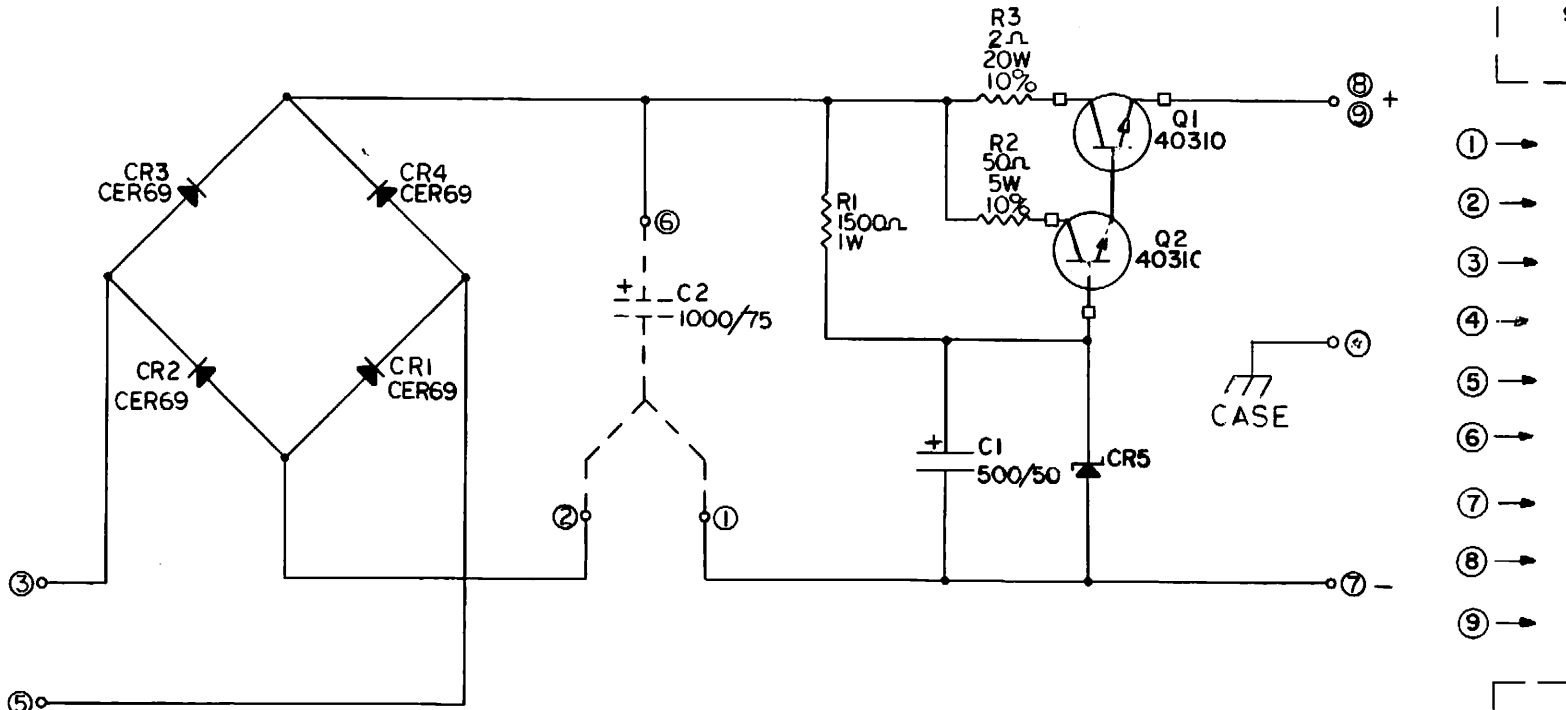 R3
2Ω
20W
10%
⑧
⑨ +
Q1
40310
CR3
CER69
CR4
CER69
R2
50Ω
5W
10%
R1
1500Ω
1W
⑥
Q2
4031C
+
C2
1000/75
CR2
CER69
CR1
CER69
④
CASE
+
C1
500/50
CR5
②
①
③
⑦ −
⑤
①
②
③
④
⑤
⑥
⑦
⑧
⑨